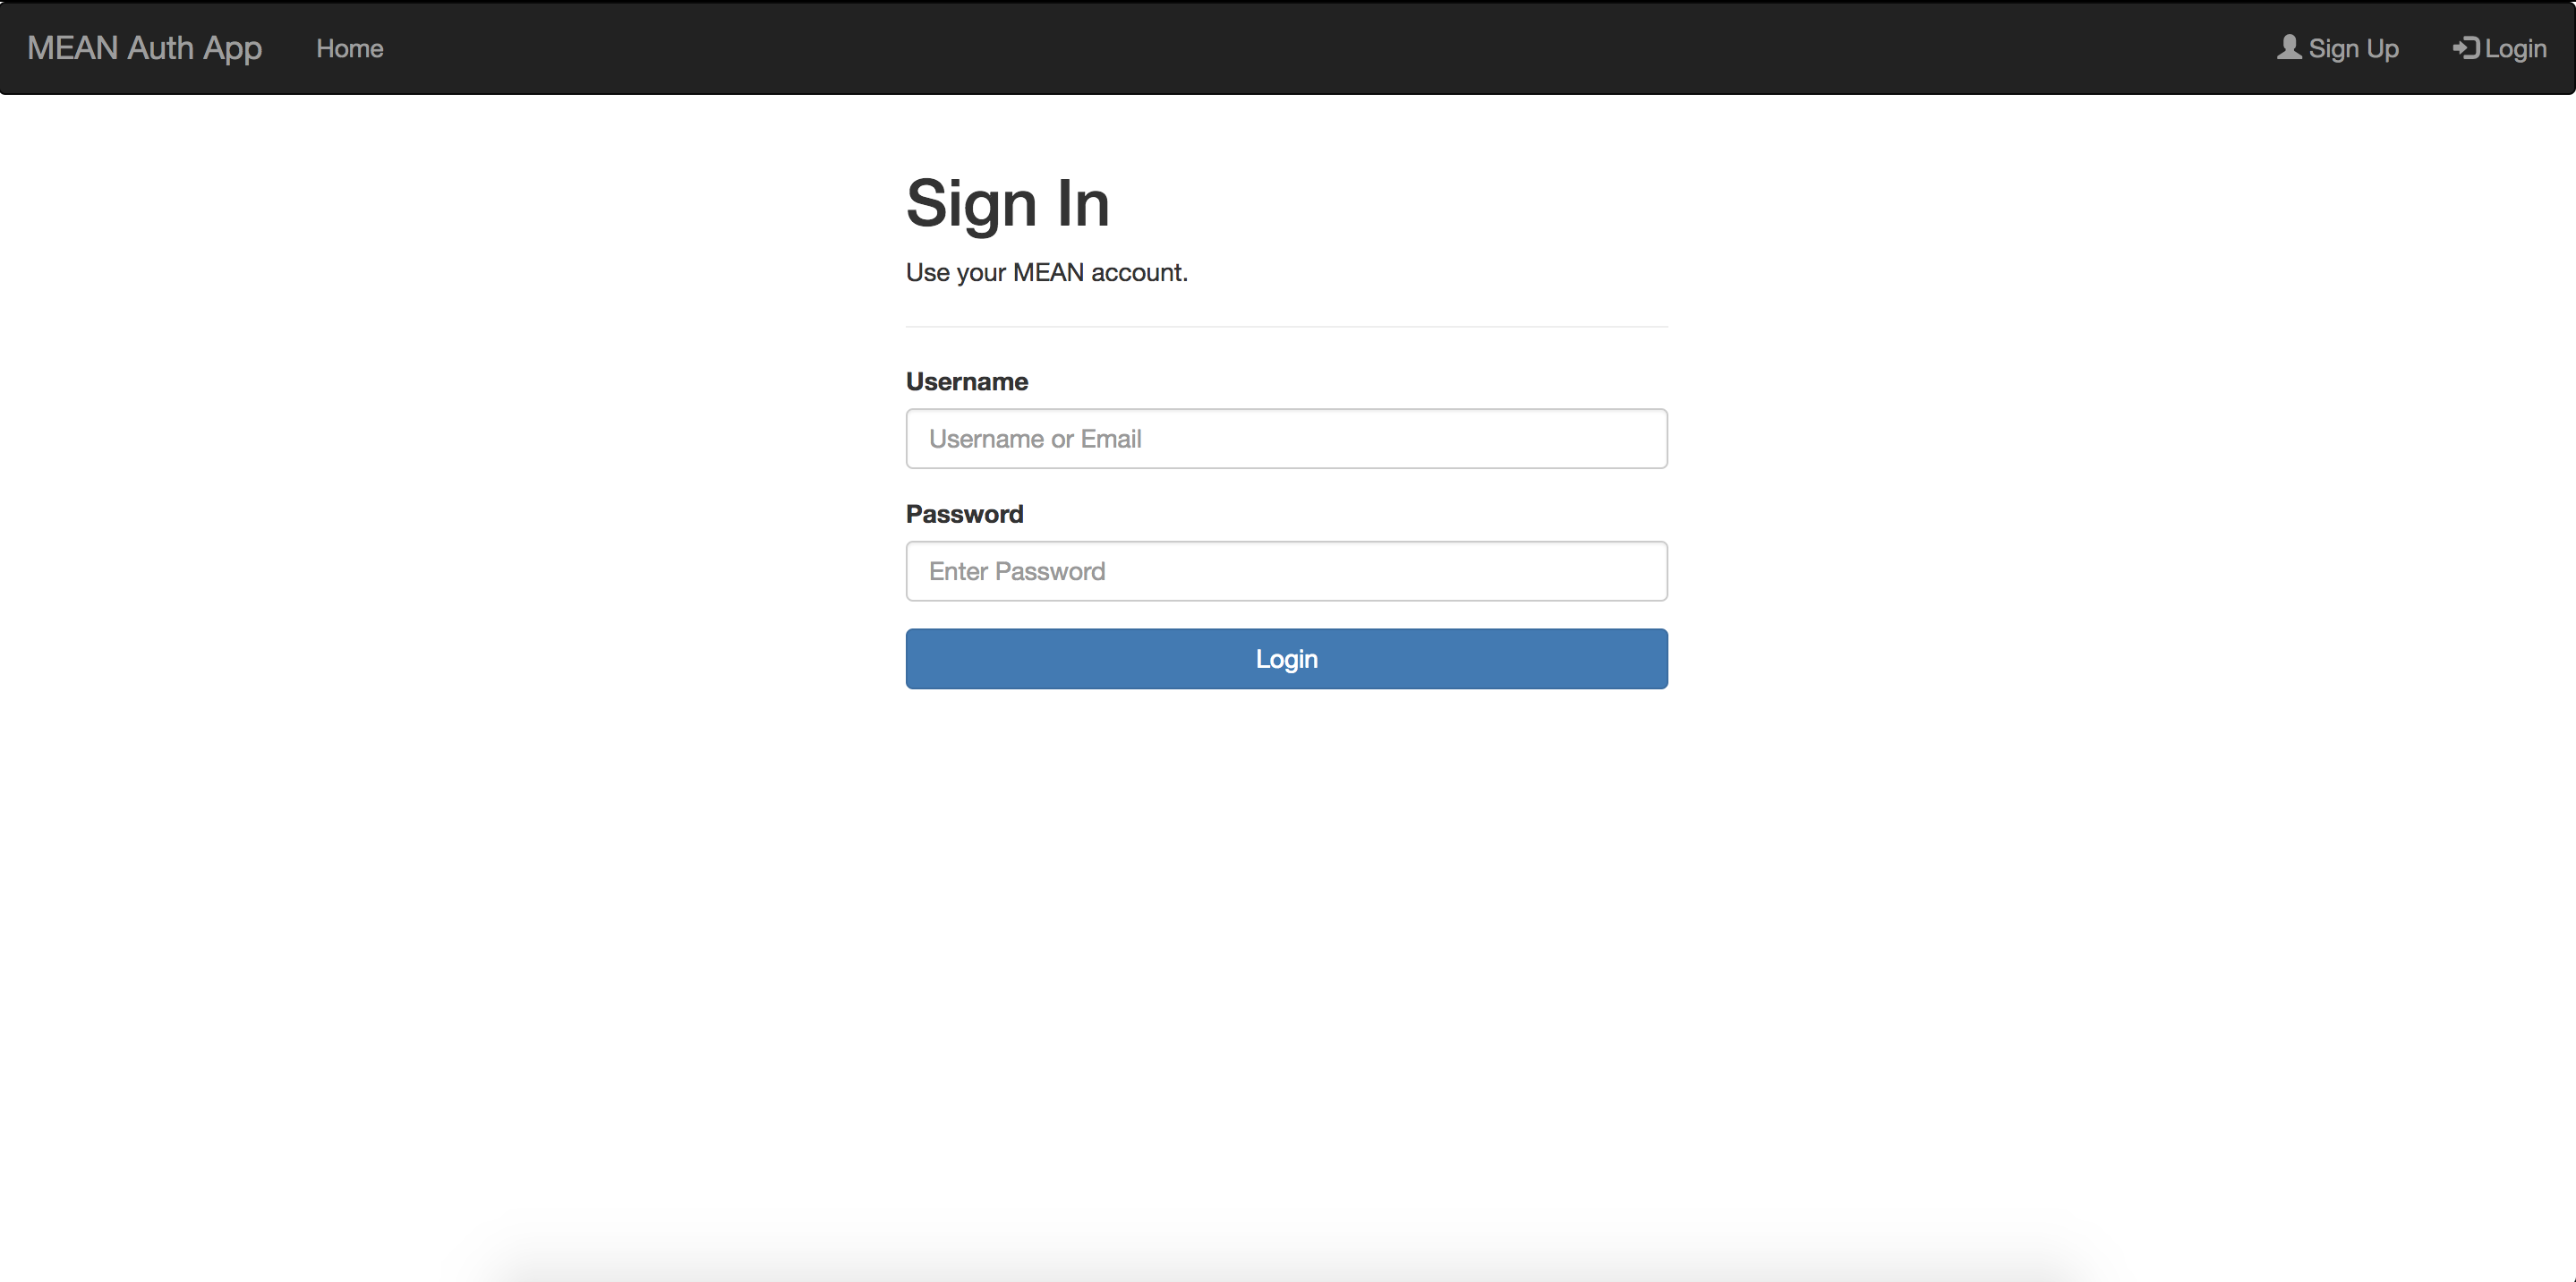 MEAN Auth App Home Sign Up Login
Sign In
Use your MEAN account.
Username
Username or Email
Password
Enter Password
Login